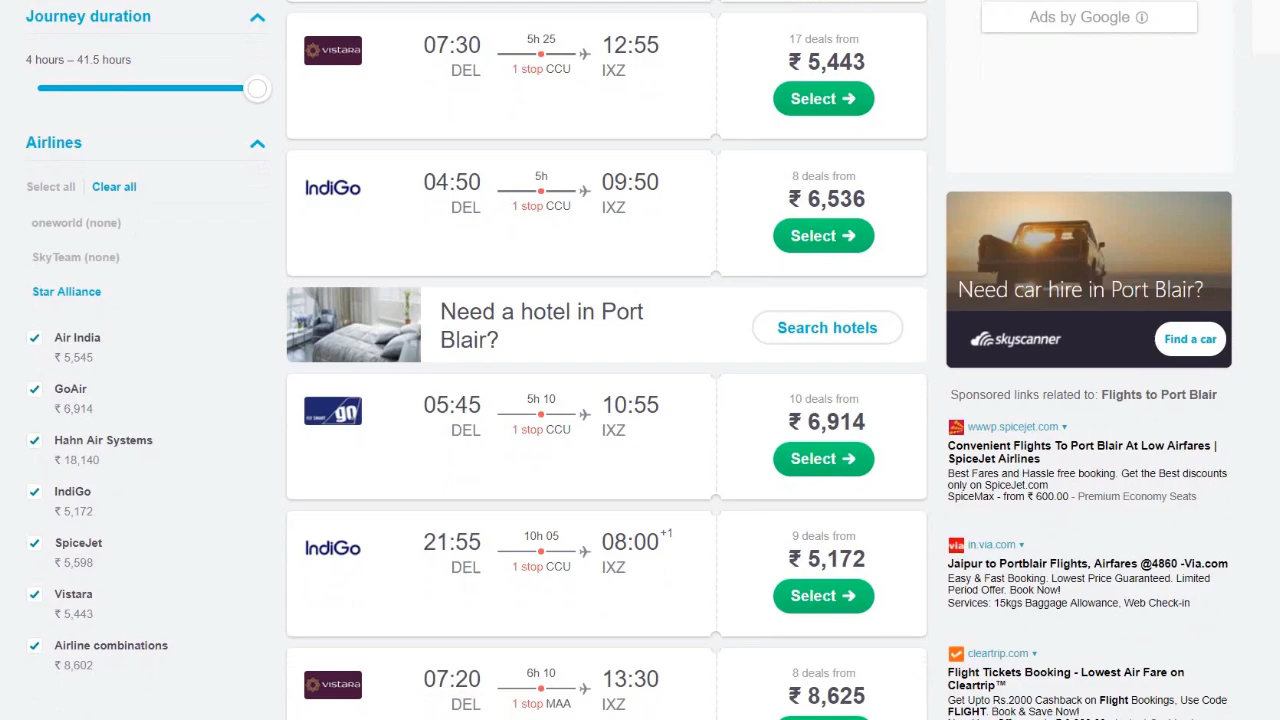 Journey duration
4 hours – 41.5 hours
Airlines
Select all
Clear all
oneworld (none)
SkyTeam (none)
Star Alliance
Air India
₹ 5,545
GoAir
₹ 6,914
Hahn Air Systems
₹ 18,140
IndiGo
₹ 5,172
SpiceJet
₹ 5,598
Vistara
₹ 5,443
Airline combinations
₹ 8,602
VISTARA
07:30 5h 25 12:55
DEL 1 stop CCU IXZ
17 deals from
₹ 5,443
Select
IndiGo
04:50 5h 09:50
DEL 1 stop CCU IXZ
8 deals from
₹ 6,536
Select
Need a hotel in Port
Blair?
Search hotels
FLY SMART go
05:45 5h 10 10:55
DEL 1 stop CCU IXZ
10 deals from
₹ 6,914
Select
IndiGo
21:55 10h 05 08:00 +1
DEL 1 stop CCU IXZ
9 deals from
₹ 5,172
Select
VISTARA
07:20 6h 10 13:30
DEL 1 stop MAA IXZ
8 deals from
₹ 8,625
Ads by Google
Need car hire in Port Blair?
skyscanner
Find a car
Sponsored links related to: Flights to Port Blair
wwwp.spicejet.com
Convenient Flights To Port Blair At Low Airfares |
SpiceJet Airlines
Best Fares and Hassle free booking. Get the Best discounts
only on SpiceJet.com
SpiceMax - from ₹ 600.00 - Premium Economy Seats
via in.via.com
Jaipur to Portblair Flights, Airfares @4860 -Via.com
Easy & Fast Booking. Lowest Price Guaranteed. Limited
Period Offer. Book Now!
Services: 15kgs Baggage Allowance, Web Check-in
cleartrip.com
Flight Tickets Booking - Lowest Air Fare on
Cleartrip™
Get Upto Rs.2000 Cashback on Flight Bookings, Use Code
FLIGHT. Book & Save Now!